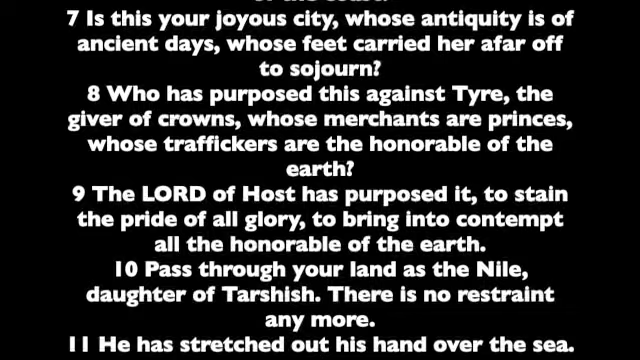 7 Is this your joyous city, whose antiquity is of
ancient days, whose feet carried her afar off
to sojourn?
8 Who has purposed this against Tyre, the
giver of crowns, whose merchants are princes,
whose traffickers are the honorable of the
earth?
9 The LORD of Host has purposed it, to stain
the pride of all glory, to bring into contempt
all the honorable of the earth.
10 Pass through your land as the Nile,
daughter of Tarshish. There is no restraint
any more.
11 He has stretched out his hand over the sea.